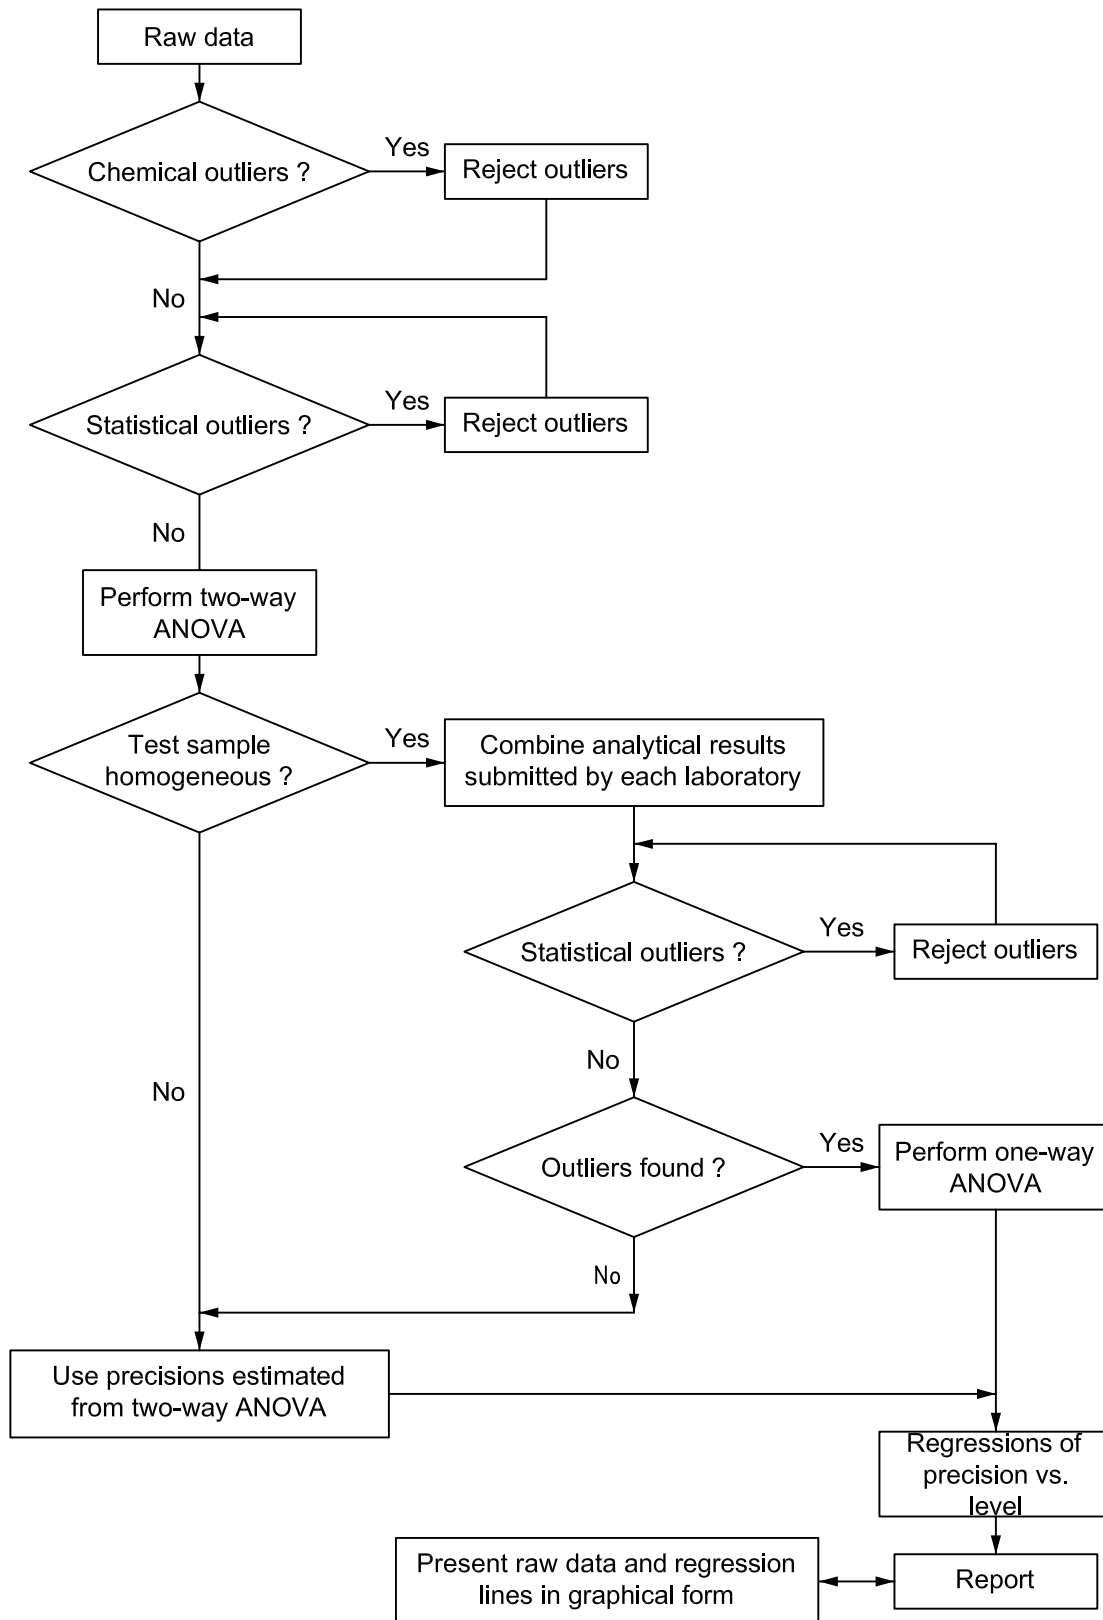 Raw data
Chemical outliers ?
Yes
Reject outliers
No
Statistical outliers ?
Yes
Reject outliers
No
Perform two-way
ANOVA
Test sample
homogeneous ?
Yes
Combine analytical results
submitted by each laboratory
Statistical outliers ?
Yes
Reject outliers
No
No
Outliers found ?
Yes
Perform one-way
ANOVA
No
Use precisions estimated
from two-way ANOVA
Regressions of
precision vs.
level
Present raw data and regression
lines in graphical form
Report